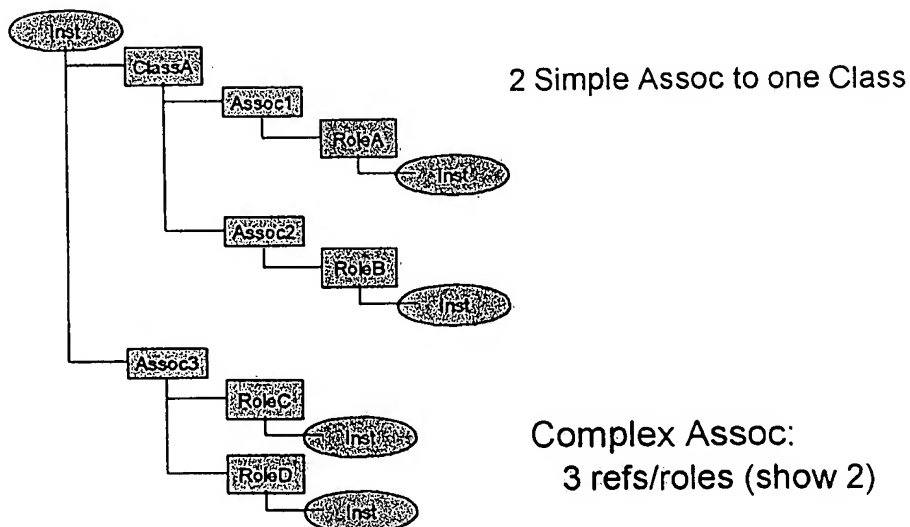 Inst
ClassA
2 Simple Assoc to one Class
Assoc1
RoleA
Inst
Assoc2
RoleB
Inst
Assoc3
RoleC
Inst
Complex Assoc:
3 refs/roles (show 2)
RoleD
Inst